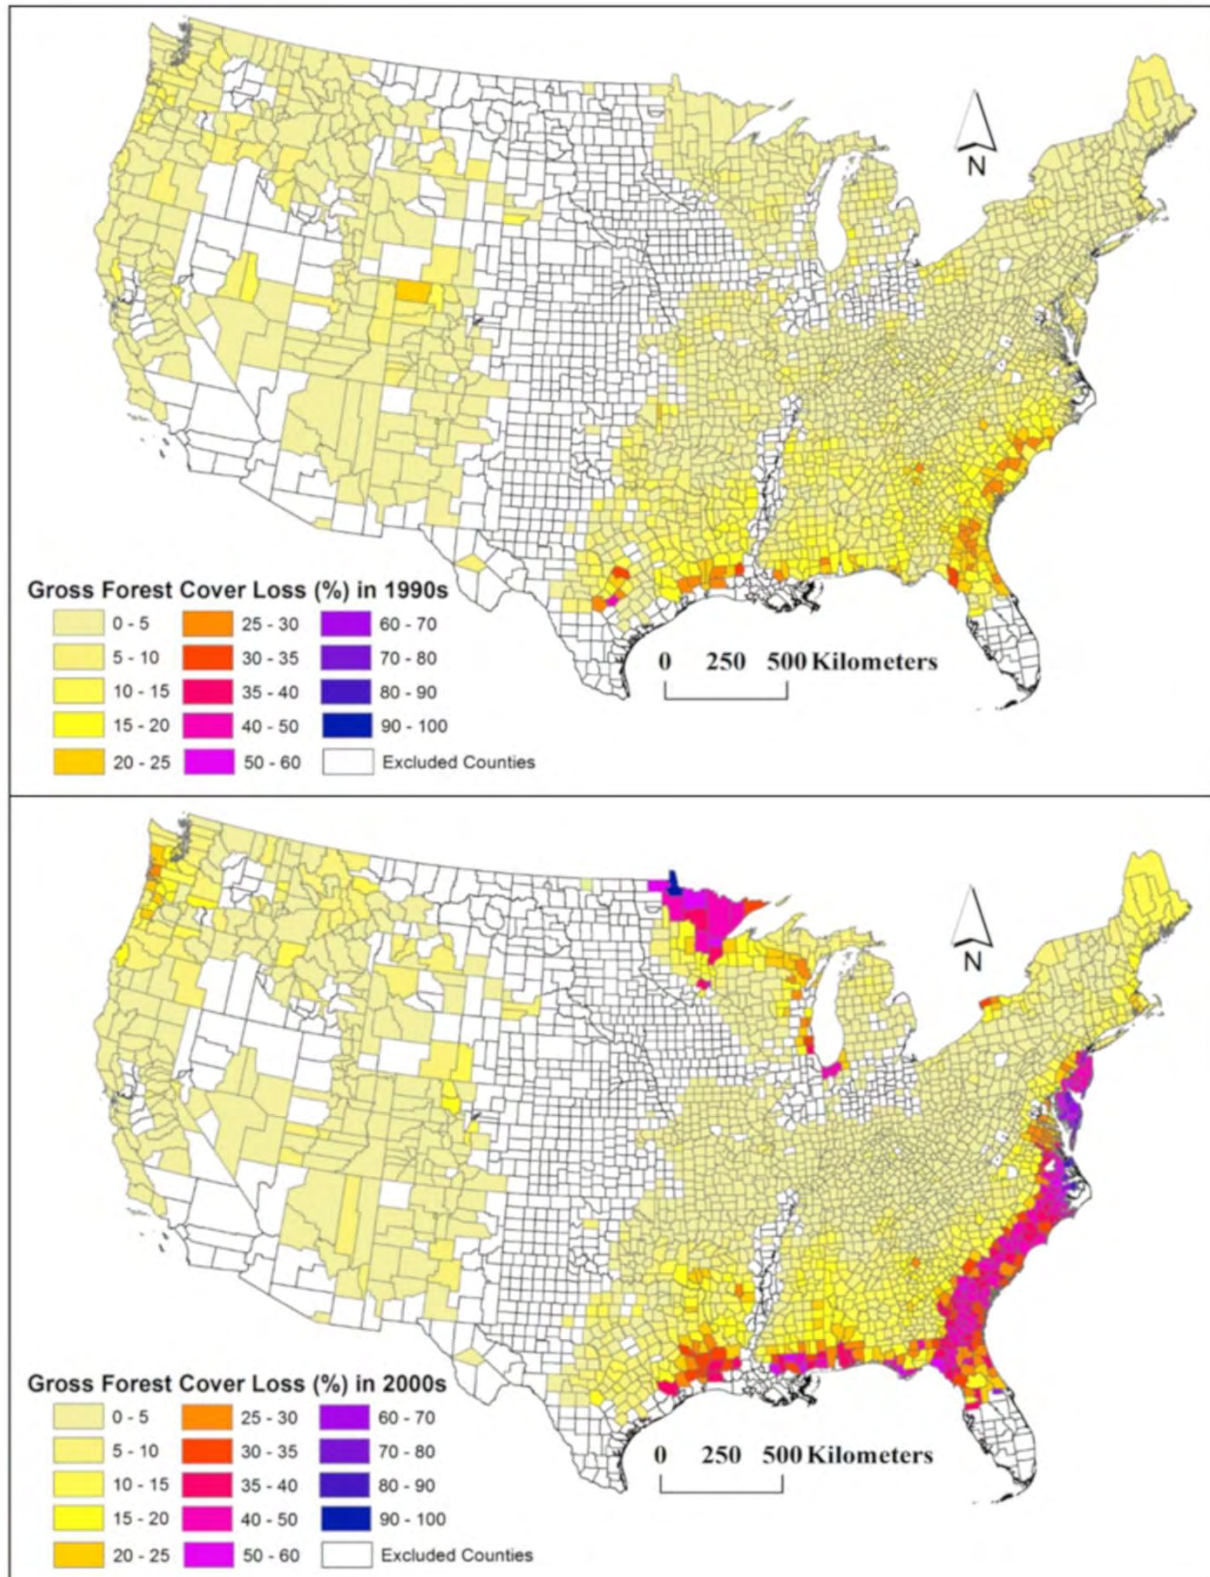 N
Gross Forest Cover Loss (%) in 1990s
0 - 5 25 - 30 60 - 70
5 - 10 30 - 35 70 - 80
10 - 15 35 - 40 80 - 90
15 - 20 40 - 50 90 - 100
20 - 25 50 - 60 Excluded Counties
0 250 500 Kilometers
N
Gross Forest Cover Loss (%) in 2000s
0 - 5 25 - 30 60 - 70
5 - 10 30 - 35 70 - 80
10 - 15 35 - 40 80 - 90
15 - 20 40 - 50 90 - 100
20 - 25 50 - 60 Excluded Counties
0 250 500 Kilometers